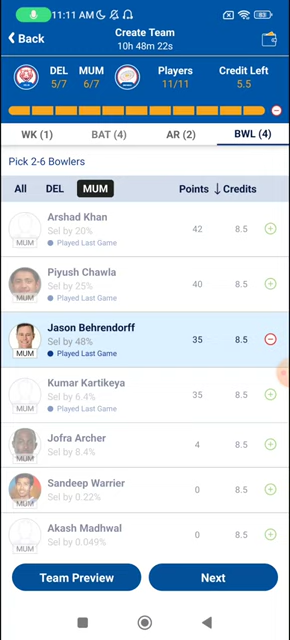 11:11 AM
83
Back
Create Team
10h 48m 22s
DEL MUM Players Credit Left
5/7 6/7 11/11 5.5
WK (1) BAT (4) AR (2) BWL (4)
Pick 2-6 Bowlers
All DEL MUM Points ↓ Credits
Arshad Khan
Sel by 20%
MUM Played Last Game
42 8.5
Piyush Chawla
Sel by 25%
MUM Played Last Game
40 8.5
Jason Behrendorff
Sel by 48%
MUM Played Last Game
35 8.5
Kumar Kartikeya
Sel by 6.4%
MUM Played Last Game
35 8.5
Jofra Archer
Sel by 8.4%
MUM
4 8.5
Sandeep Warrier
Sel by 0.22%
MUM
0 8.5
Akash Madhwal
Sel by 0.049%
MUM
0 8.5
Team Preview Next